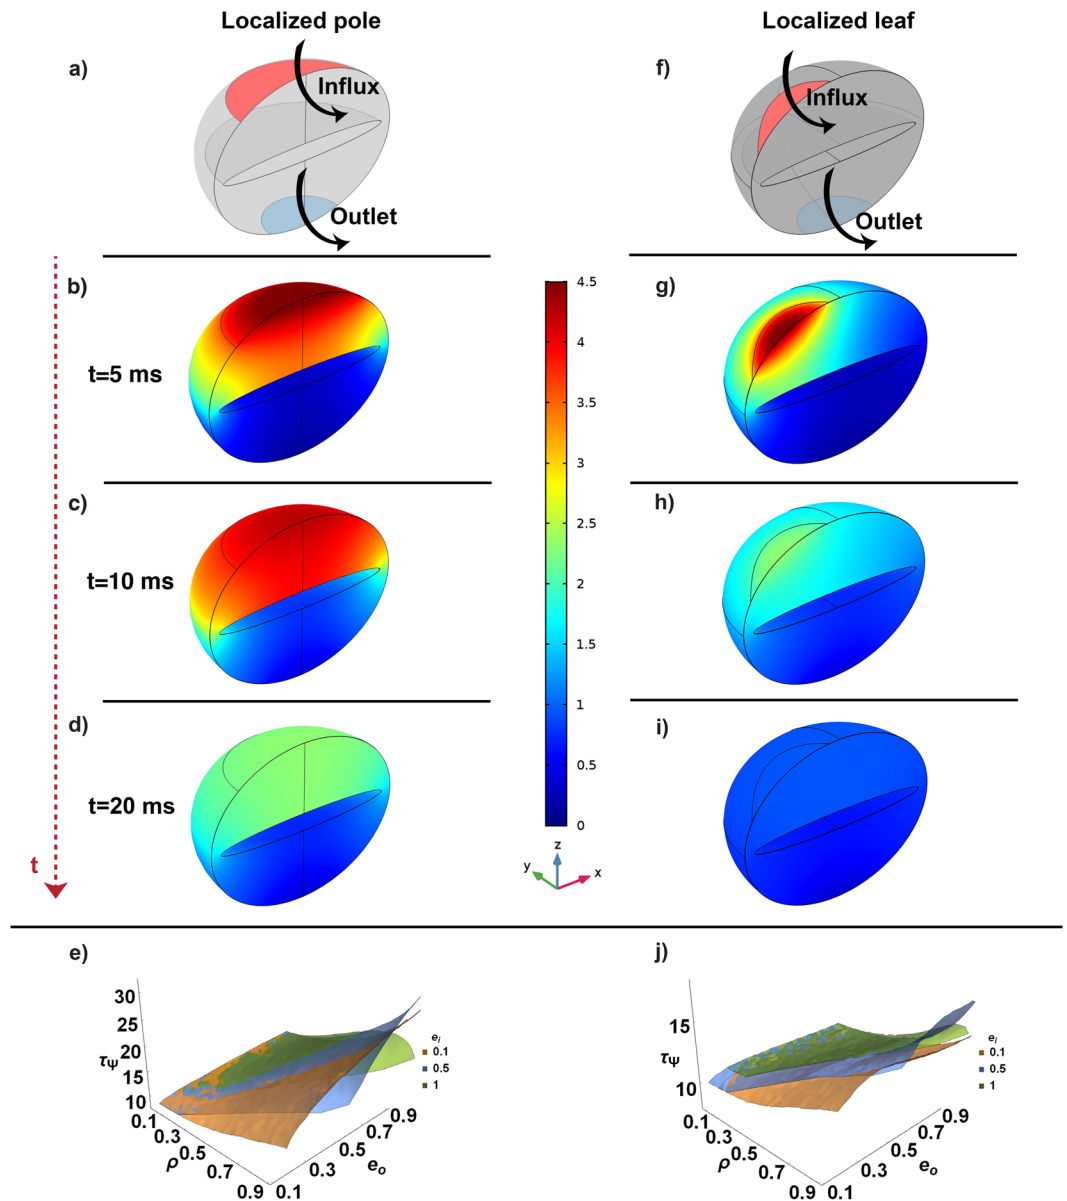 Localized pole
a)
Influx
Outlet
b)
t=5 ms
c)
t=10 ms
d)
t=20 ms
t
4.5
4
3.5
3
2.5
2
1.5
1
0.5
0
z
y
x
Localized leaf
f)
Influx
Outlet
g)
h)
i)
e)
30
25
20
15
10
τψ
0.1
0.3
0.5
0.7
0.9
ρ
0.1
0.3
0.5
0.7
0.9
eo
ei
0.1
0.5
1
j)
15
10
τψ
0.1
0.3
0.5
0.7
0.9
ρ
0.1
0.3
0.5
0.7
0.9
eo
ei
0.1
0.5
1